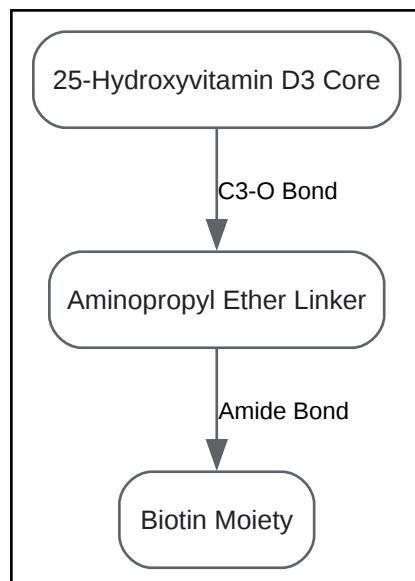 25-Hydroxyvitamin D3 Core
C3-O Bond
Aminopropyl Ether Linker
Amide Bond
Biotin Moiety